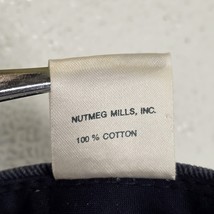 NUTMEG MILLS, INC.
100 % COTTON